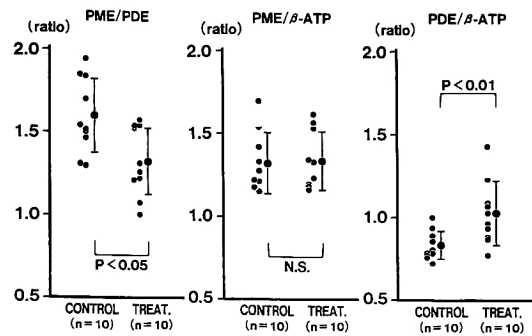 PME/PDE
(ratio)
2.0
1.5
1.0
0.5
P<0.05
CONTROL TREAT.
(n=10) (n=10)
PME/β-ATP
(ratio)
2.0
1.5
1.0
0.5
N.S.
CONTROL TREAT.
(n=10) (n=10)
PDE/β-ATP
(ratio)
2.0
1.5
1.0
0.5
P<0.01
CONTROL TREAT.
(n=10) (n=10)